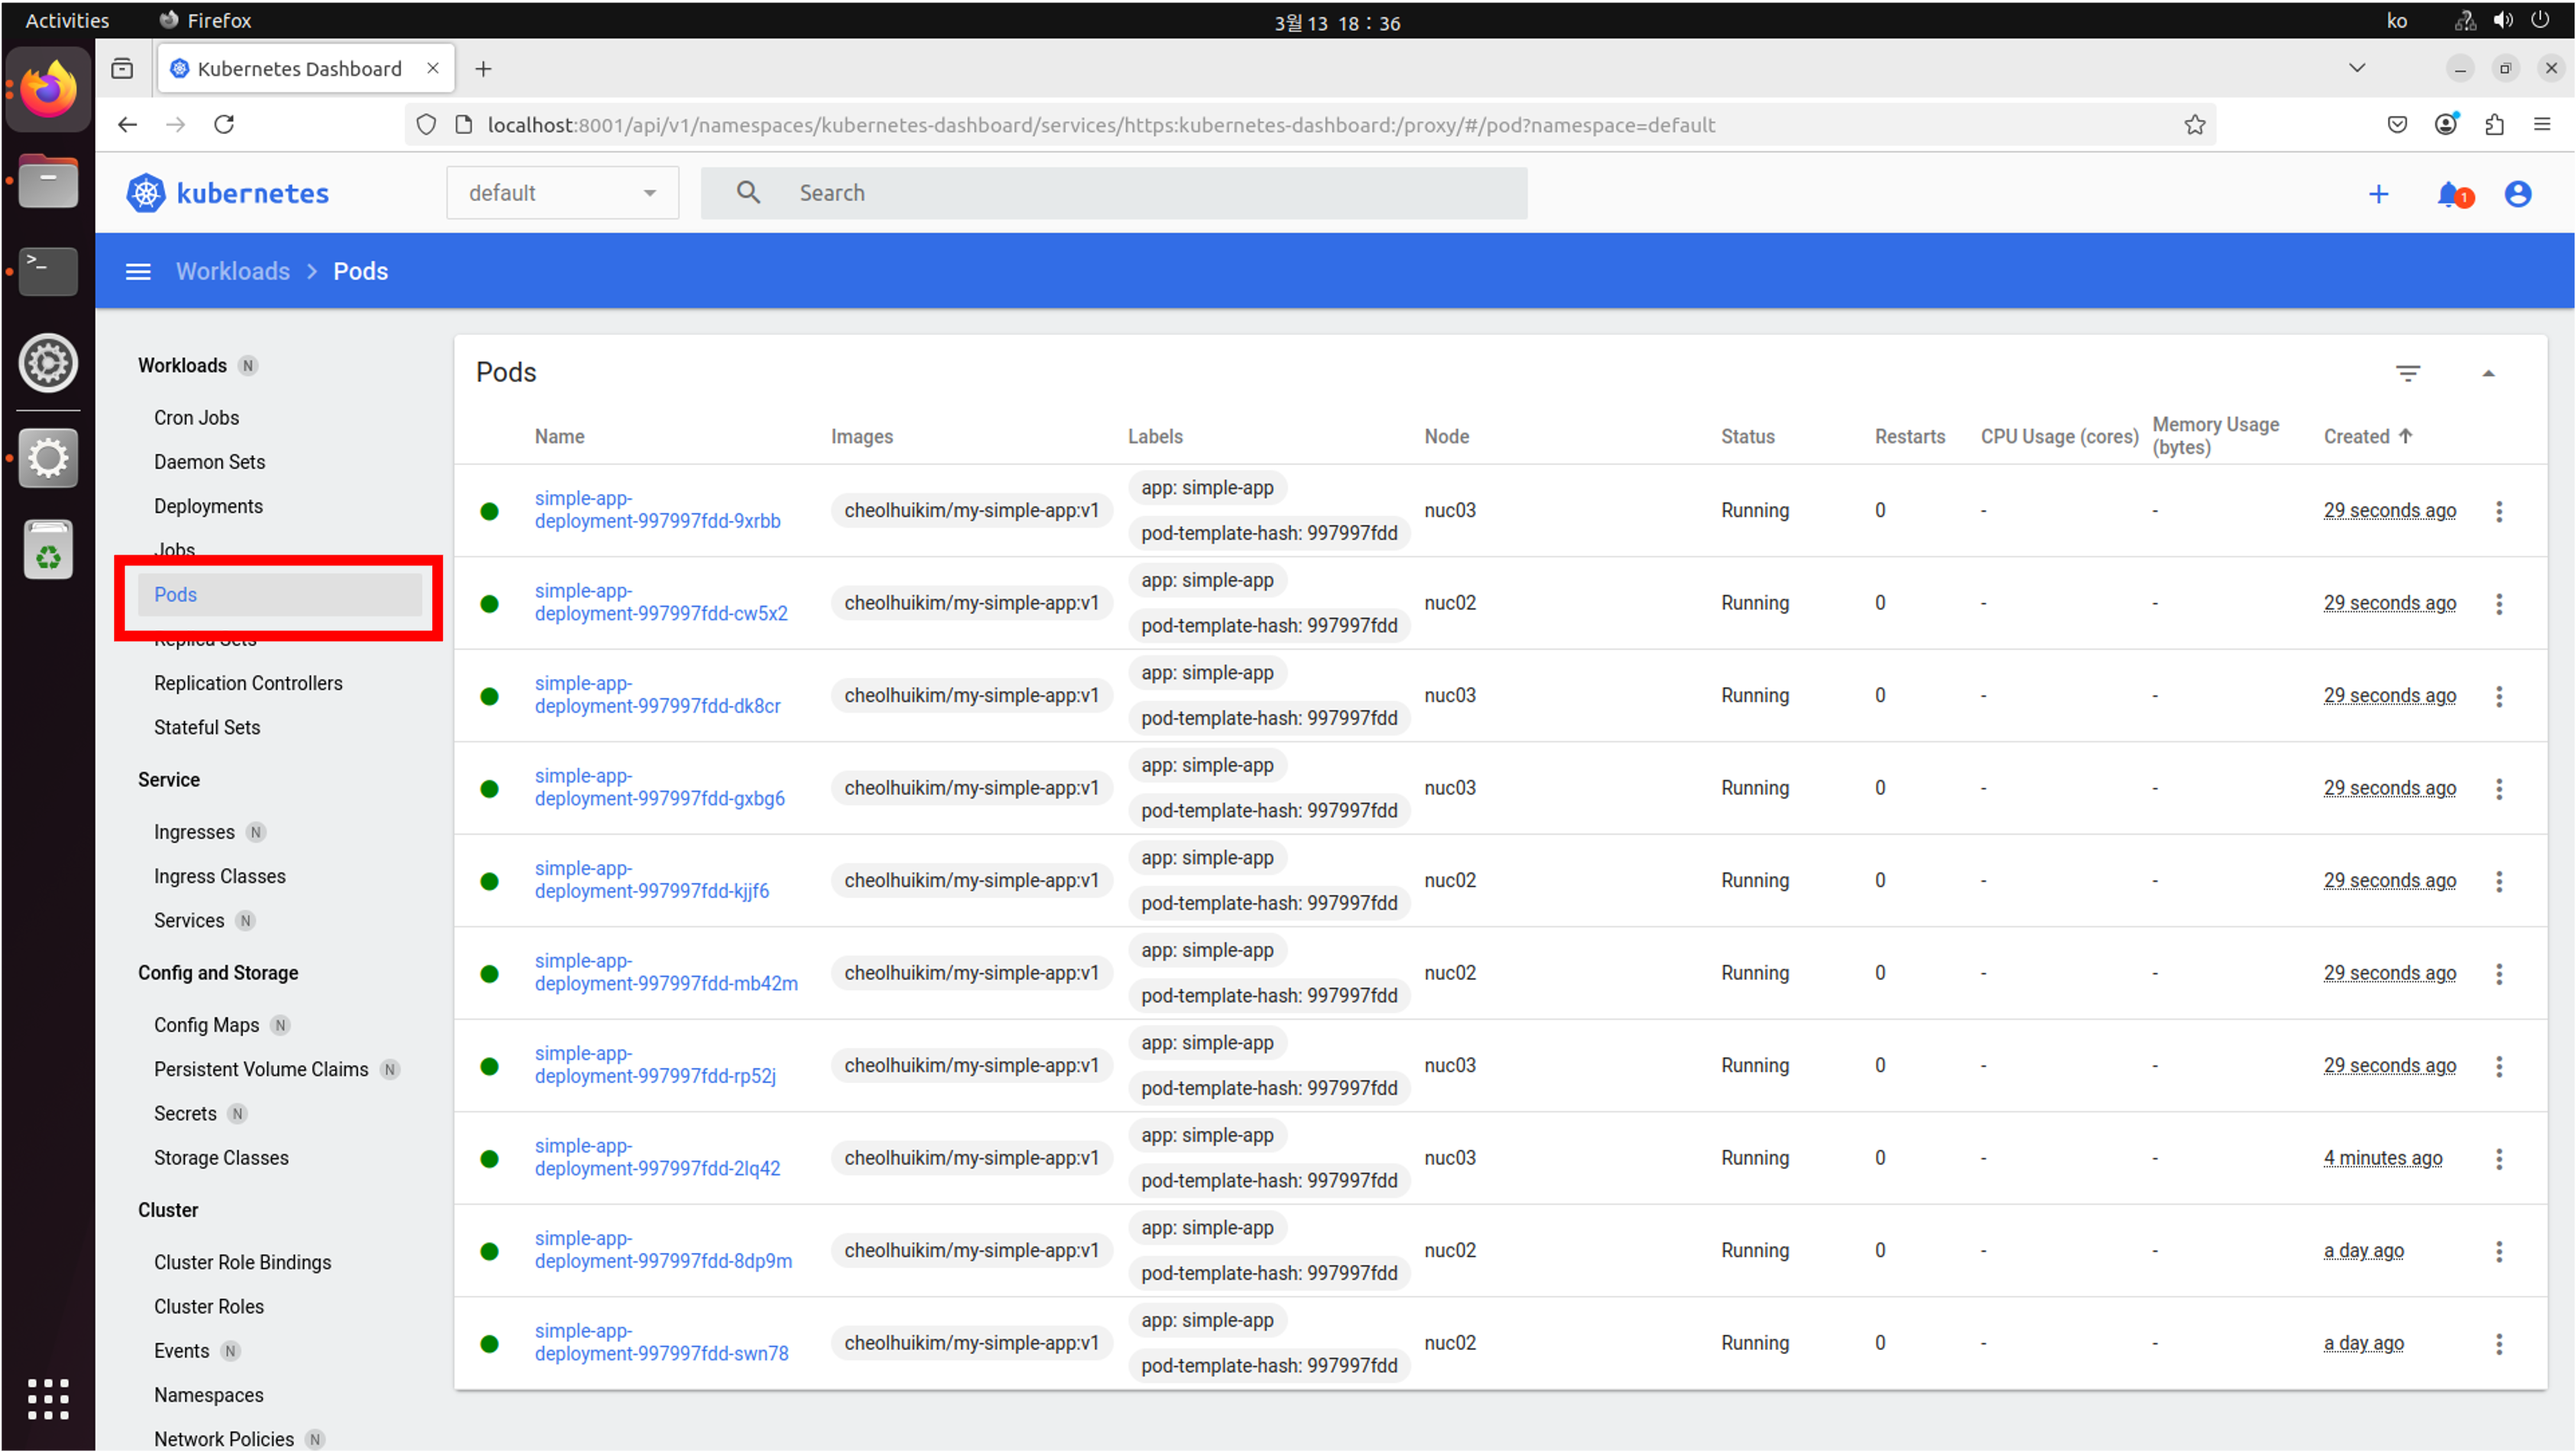 Activities Firefox 3월 13 18 : 36 ko
Kubernetes Dashboard
localhost:8001/api/v1/namespaces/kubernetes-dashboard/services/https:kubernetes-dashboard:/proxy/#/pod?namespace=default
kubernetes default Search 1
Workloads > Pods
Workloads N
Cron Jobs
Daemon Sets
Deployments
Jobs
Pods
Replica Sets
Replication Controllers
Stateful Sets
Service
Ingresses N
Ingress Classes
Services N
Config and Storage
Config Maps N
Persistent Volume Claims N
Secrets N
Storage Classes
Cluster
Cluster Role Bindings
Cluster Roles
Events N
Namespaces
Network Policies N
Pods
Name Images Labels Node Status Restarts CPU Usage (cores) Memory Usage (bytes) Created
simple-app-deployment-997997fdd-9xrbb cheolhuikim/my-simple-app:v1 app: simple-app pod-template-hash: 997997fdd nuc03 Running 0 - - 29 seconds ago
simple-app-deployment-997997fdd-cw5x2 cheolhuikim/my-simple-app:v1 app: simple-app pod-template-hash: 997997fdd nuc02 Running 0 - - 29 seconds ago
simple-app-deployment-997997fdd-dk8cr cheolhuikim/my-simple-app:v1 app: simple-app pod-template-hash: 997997fdd nuc03 Running 0 - - 29 seconds ago
simple-app-deployment-997997fdd-gxbg6 cheolhuikim/my-simple-app:v1 app: simple-app pod-template-hash: 997997fdd nuc03 Running 0 - - 29 seconds ago
simple-app-deployment-997997fdd-kjjf6 cheolhuikim/my-simple-app:v1 app: simple-app pod-template-hash: 997997fdd nuc02 Running 0 - - 29 seconds ago
simple-app-deployment-997997fdd-mb42m cheolhuikim/my-simple-app:v1 app: simple-app pod-template-hash: 997997fdd nuc02 Running 0 - - 29 seconds ago
simple-app-deployment-997997fdd-rp52j cheolhuikim/my-simple-app:v1 app: simple-app pod-template-hash: 997997fdd nuc03 Running 0 - - 29 seconds ago
simple-app-deployment-997997fdd-2lq42 cheolhuikim/my-simple-app:v1 app: simple-app pod-template-hash: 997997fdd nuc03 Running 0 - - 4 minutes ago
simple-app-deployment-997997fdd-8dp9m cheolhuikim/my-simple-app:v1 app: simple-app pod-template-hash: 997997fdd nuc02 Running 0 - - a day ago
simple-app-deployment-997997fdd-swn78 cheolhuikim/my-simple-app:v1 app: simple-app pod-template-hash: 997997fdd nuc02 Running 0 - - a day ago